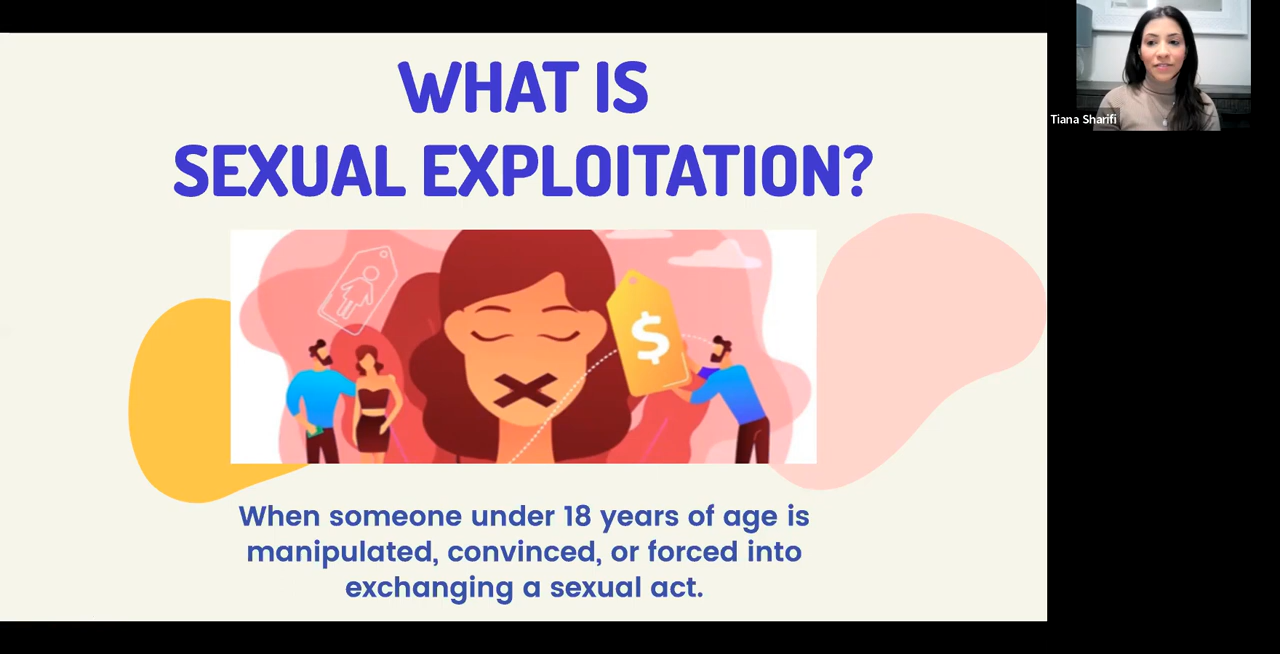 WHAT IS
SEXUAL EXPLOITATION?
$
When someone under 18 years of age is
manipulated, convinced, or forced into
exchanging a sexual act.
Tiana Sharifi